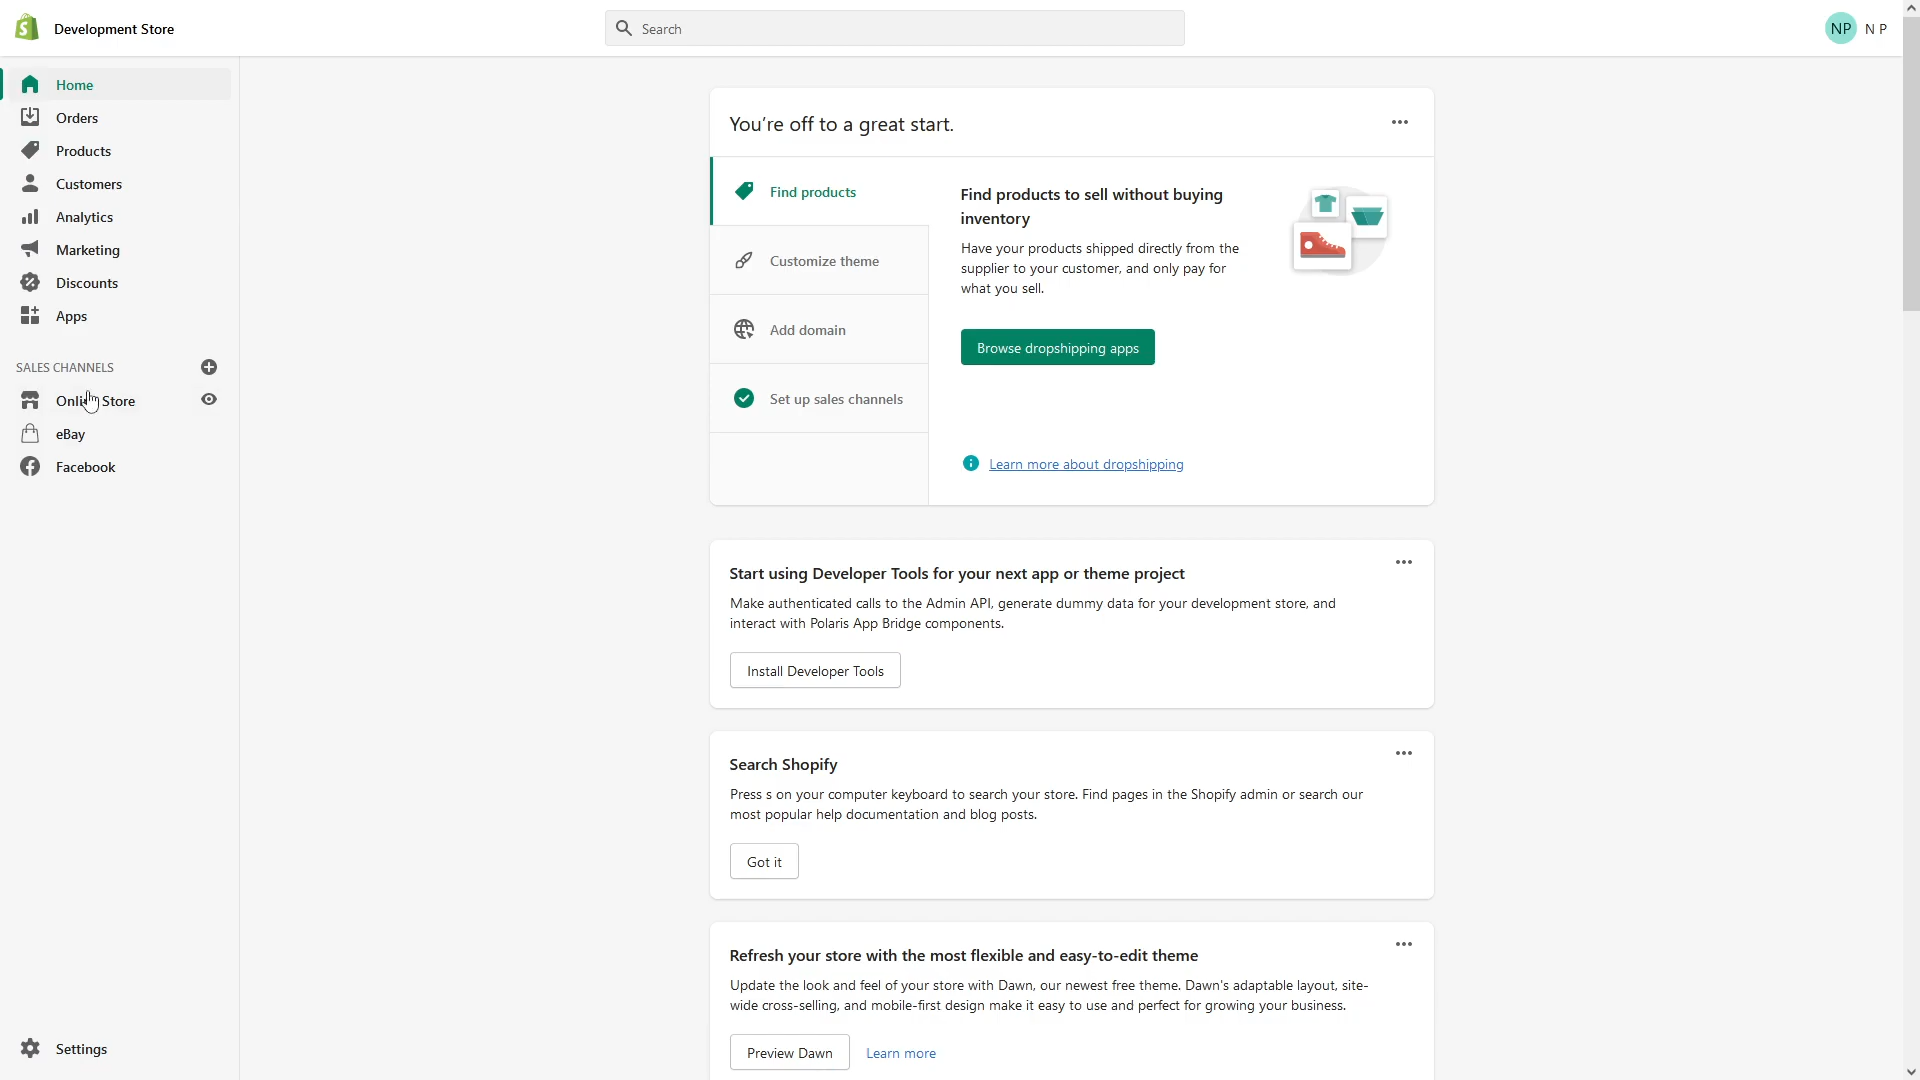 Development Store
Search
NP
N P
Home
Orders
Products
Customers
Analytics
Marketing
Discounts
Apps
SALES CHANNELS
Online Store
eBay
Facebook
Settings
You’re off to a great start.
Find products
Customize theme
Add domain
Set up sales channels
Find products to sell without buying
inventory
Have your products shipped directly from the
supplier to your customer, and only pay for
what you sell.
Browse dropshipping apps
Learn more about dropshipping
Start using Developer Tools for your next app or theme project
Make authenticated calls to the Admin API, generate dummy data for your development store, and
interact with Polaris App Bridge components.
Install Developer Tools
Search Shopify
Press s on your computer keyboard to search your store. Find pages in the Shopify admin or search our
most popular help documentation and blog posts.
Got it
Refresh your store with the most flexible and easy-to-edit theme
Update the look and feel of your store with Dawn, our newest free theme. Dawn's adaptable layout, site-
wide cross-selling, and mobile-first design make it easy to use and perfect for growing your business.
Preview Dawn
Learn more